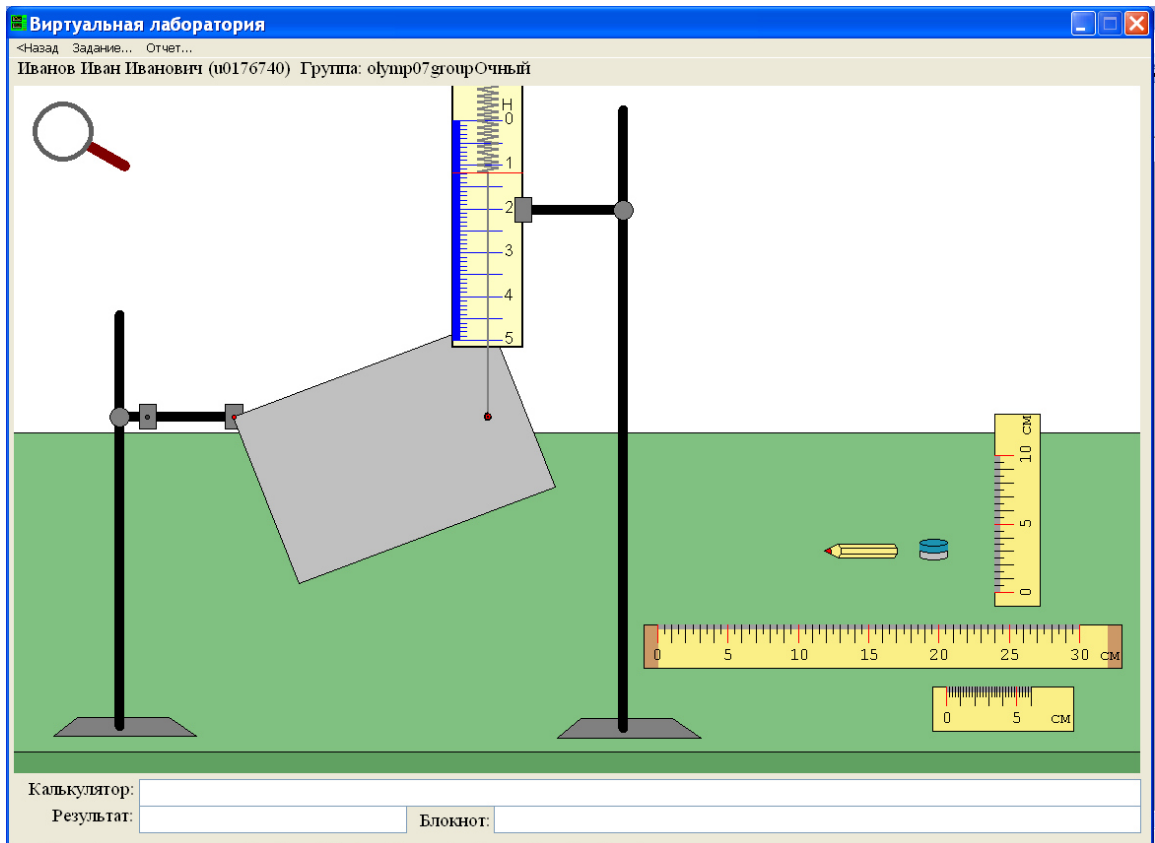 Виртуальная лаборатория
<Назад Задание... Отчет...
Иванов Иван Иванович (u0176740) Группа: olymp07groupОчный
Н
0
1
2
3
4
5
0 5 10 см
0 5 10 15 20 25 30 см
0 5 см
Калькулятор:
Результат:
Блокнот: